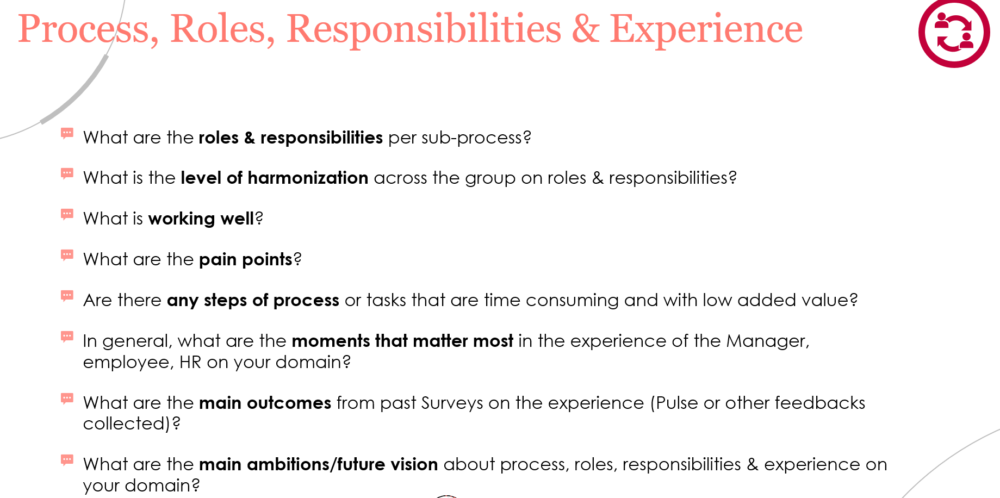 Process, Roles, Responsibilities & Experience
What are the roles & responsibilities per sub-process?
What is the level of harmonization across the group on roles & responsibilities?
What is working well?
What are the pain points?
Are there any steps of process or tasks that are time consuming and with low added value?
In general, what are the moments that matter most in the experience of the Manager,
employee, HR on your domain?
What are the main outcomes from past Surveys on the experience (Pulse or other feedbacks
collected)?
What are the main ambitions/future vision about process, roles, responsibilities & experience on
your domain?